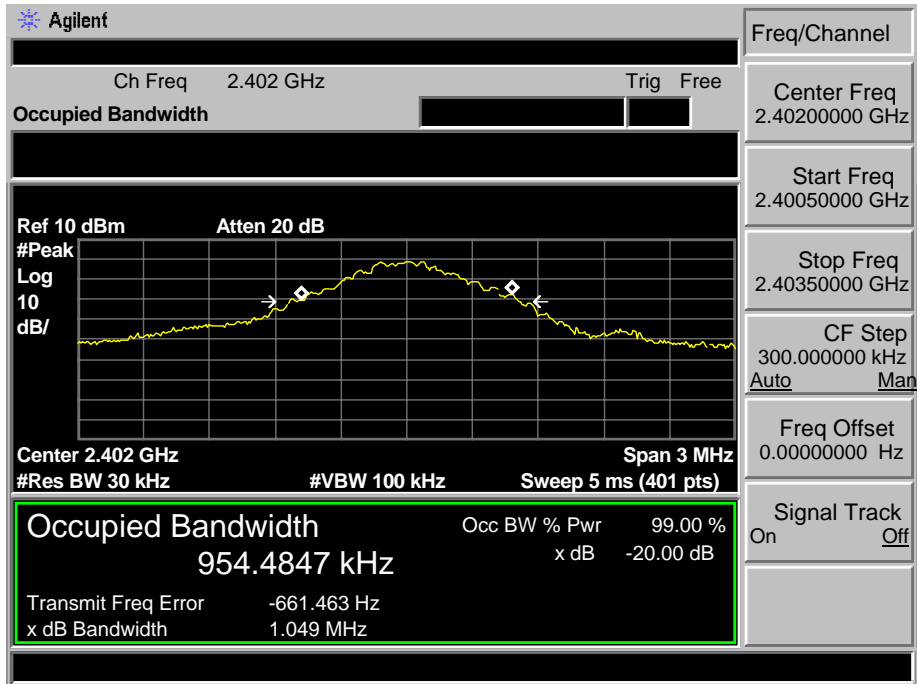 Agilent
Freq/Channel
Ch Freq 2.402 GHz Trig Free
Occupied Bandwidth
Center Freq
2.40200000 GHz
Start Freq
2.40050000 GHz
Stop Freq
2.40350000 GHz
CF Step
300.000000 kHz
Auto Man
Freq Offset
0.00000000 Hz
Signal Track
On Off
Ref 10 dBm Atten 20 dB
#Peak
Log
10
dB/
Center 2.402 GHz Span 3 MHz
#Res BW 30 kHz #VBW 100 kHz Sweep 5 ms (401 pts)
Occupied Bandwidth Occ BW % Pwr 99.00 %
954.4847 kHz x dB -20.00 dB
Transmit Freq Error -661.463 Hz
x dB Bandwidth 1.049 MHz